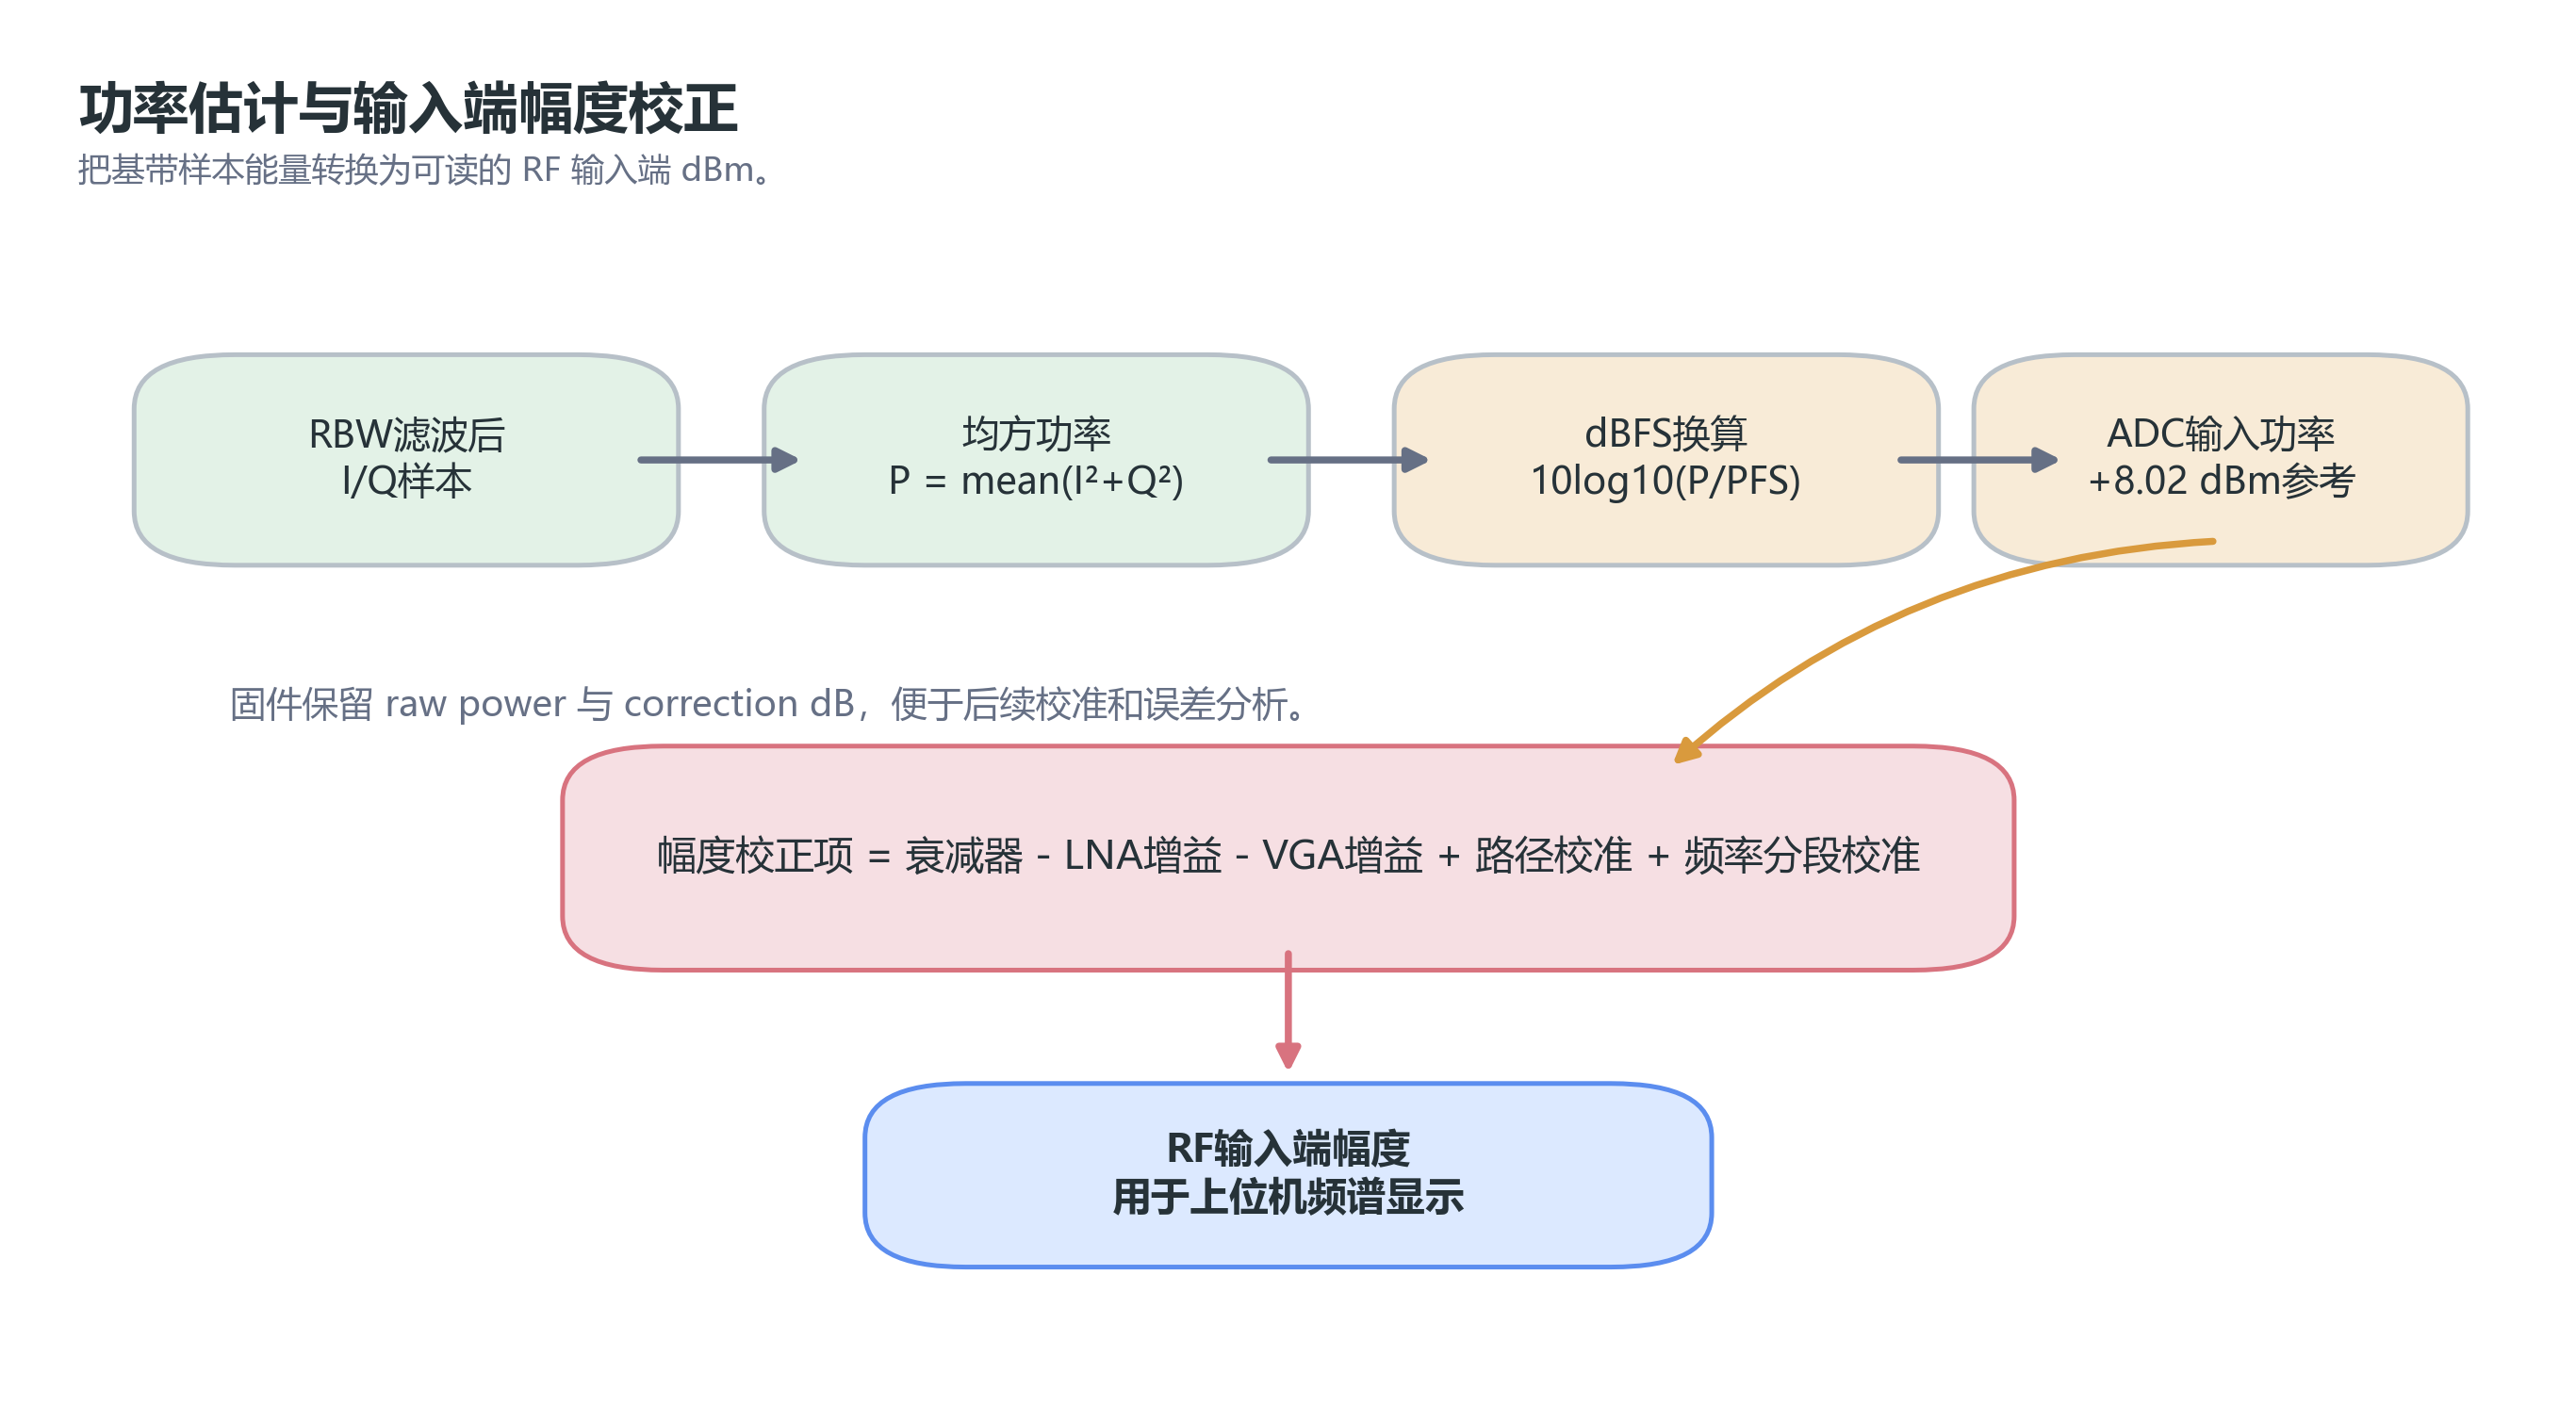 功率估计与输入端幅度校正
把基带样本能量转换为可读的 RF 输入端 dBm。
RBW滤波后
I/Q样本
均方功率
P = mean(I²+Q²)
dBFS换算
10log10(P/PFS)
ADC输入功率
+8.02 dBm参考
固件保留 raw power 与 correction dB，便于后续校准和误差分析。
幅度校正项 = 衰减器 - LNA增益 - VGA增益 + 路径校准 + 频率分段校准
RF输入端幅度
用于上位机频谱显示